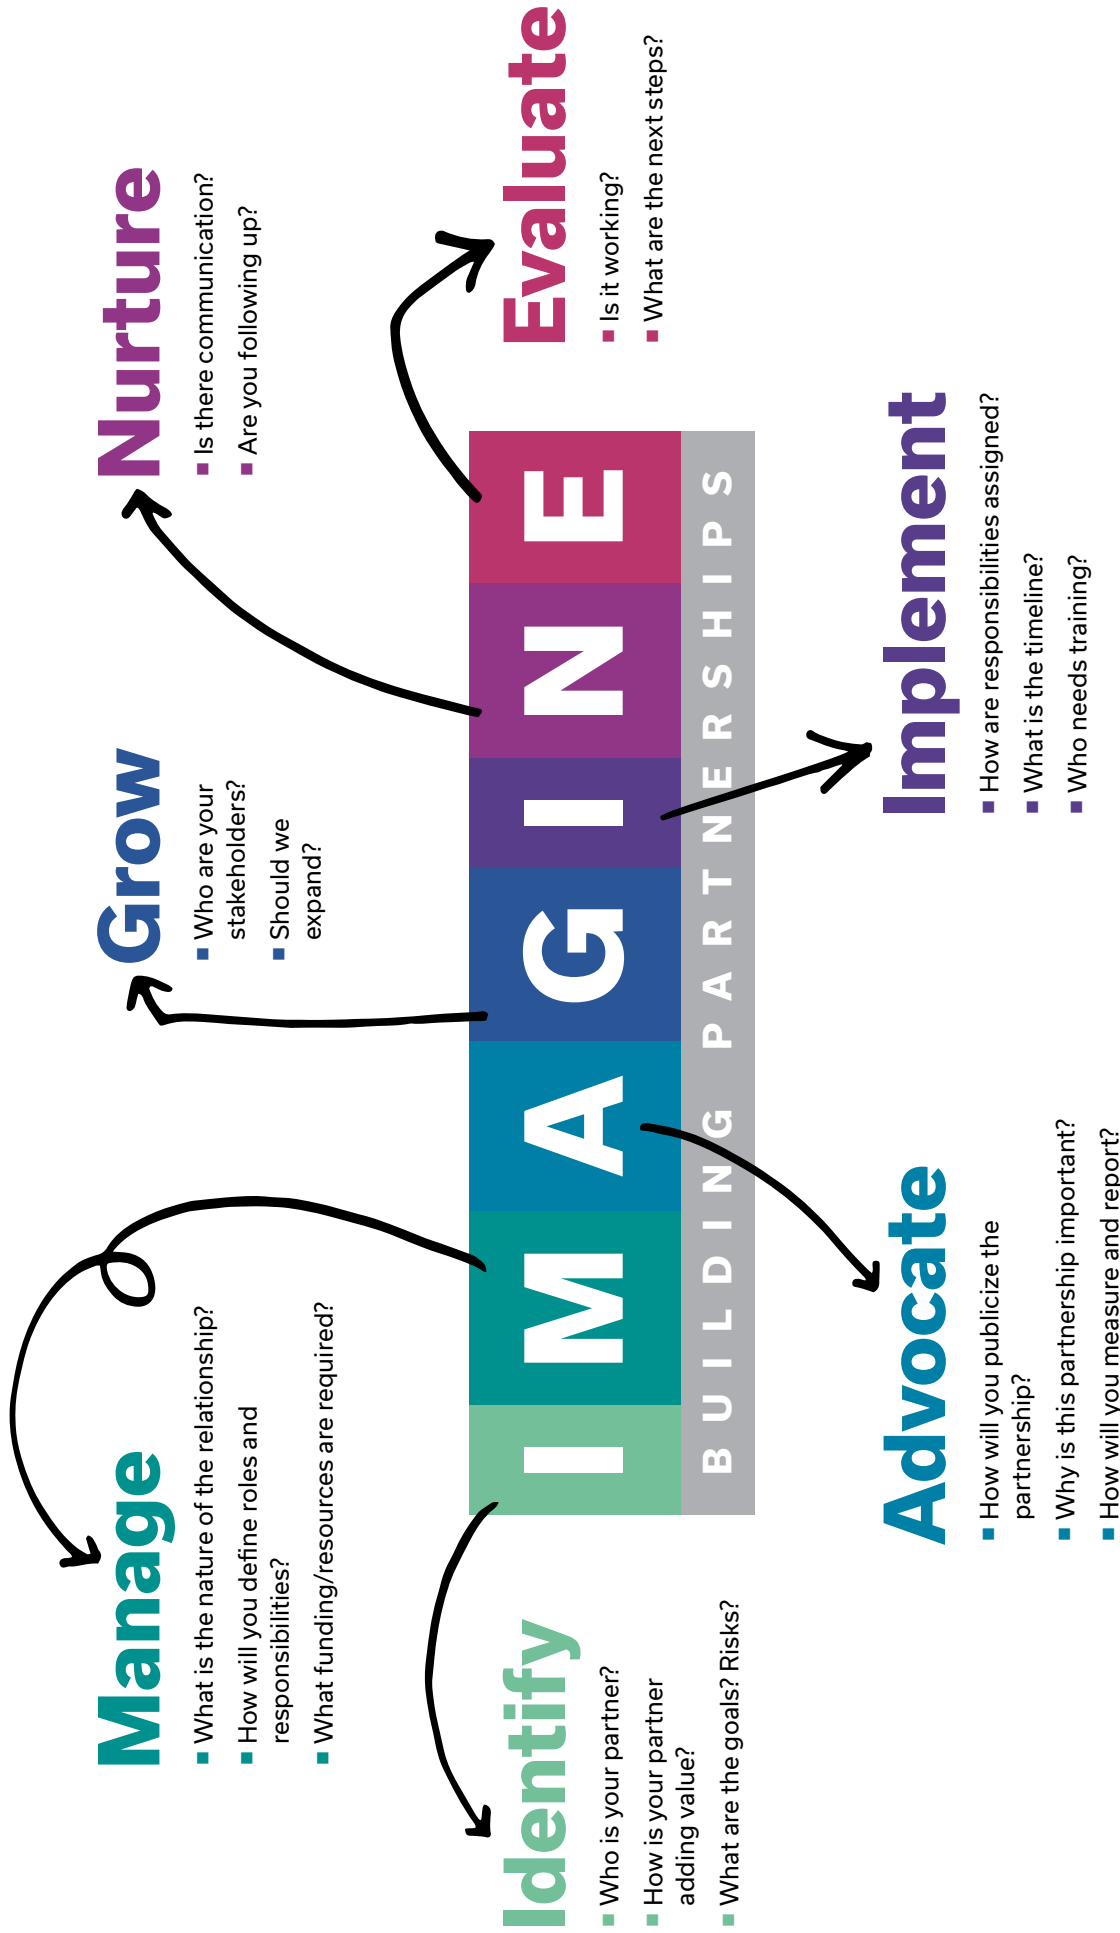 Manage
▪ What is the nature of the relationship?
▪ How will you define roles and
responsibilities?
▪ What funding/resources are required?
Grow
▪ Who are your
stakeholders?
▪ Should we
expand?
Nurture
▪ Is there communication?
▪ Are you following up?
Identify
▪ Who is your partner?
▪ How is your partner
adding value?
▪ What are the goals? Risks?
IMAGINE
BUILDING PARTNERSHIPS
Evaluate
▪ Is it working?
▪ What are the next steps?
Advocate
▪ How will you publicize the
partnership?
▪ Why is this partnership important?
▪ How will you measure and report?
Implement
▪ How are responsibilities assigned?
▪ What is the timeline?
▪ Who needs training?